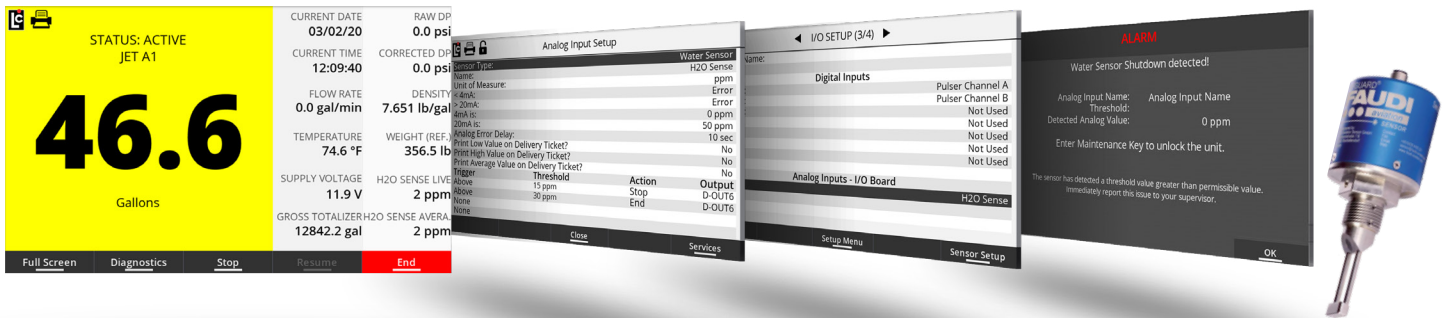 LC
STATUS: ACTIVE
JET A1
46.6
Gallons
CURRENT DATE
03/02/20
RAW DP
0.0 psi
CURRENT TIME
12:09:40
CORRECTED DP
0.0 psi
FLOW RATE
0.0 gal/min
DENSITY
7.651 lb/gal
TEMPERATURE
74.6 °F
WEIGHT (REF.)
356.5 lb
SUPPLY VOLTAGE
11.9 V
H2O SENSE LIVE
2 ppm
GROSS TOTALIZER
12842.2 gal
H2O SENSE AVERA.
2 ppm
Full Screen
Diagnostics
Stop
Resume
End
LC
Analog Input Setup
Water Sensor
Sensor Type: H2O Sense
Name: ppm
Unit of Measure: Error
< 4mA: Error
> 20mA: 0 ppm
4mA is: 50 ppm
20mA is: 10 sec
Analog Error Delay: No
Print Low Value on Delivery Ticket? No
Print High Value on Delivery Ticket? No
Print Average Value on Delivery Ticket?
Trigger Threshold Action Output
Above 15 ppm Stop D-OUT6
Above 30 ppm End D-OUT6
None
None
Close
Services
I/O SETUP (3/4)
Name:
Digital Inputs
Pulser Channel A
Pulser Channel B
Not Used
Not Used
Not Used
Not Used
Analog Inputs - I/O Board
H2O Sense
Setup Menu
Sensor Setup
ALARM
Water Sensor Shutdown detected!
Analog Input Name: Analog Input Name
Threshold:
Detected Analog Value: 0 ppm
Enter Maintenance Key to unlock the unit.
The sensor has detected a threshold value greater than permissible value.
Immediately report this issue to your supervisor.
OK
FAUDI
SENSOR